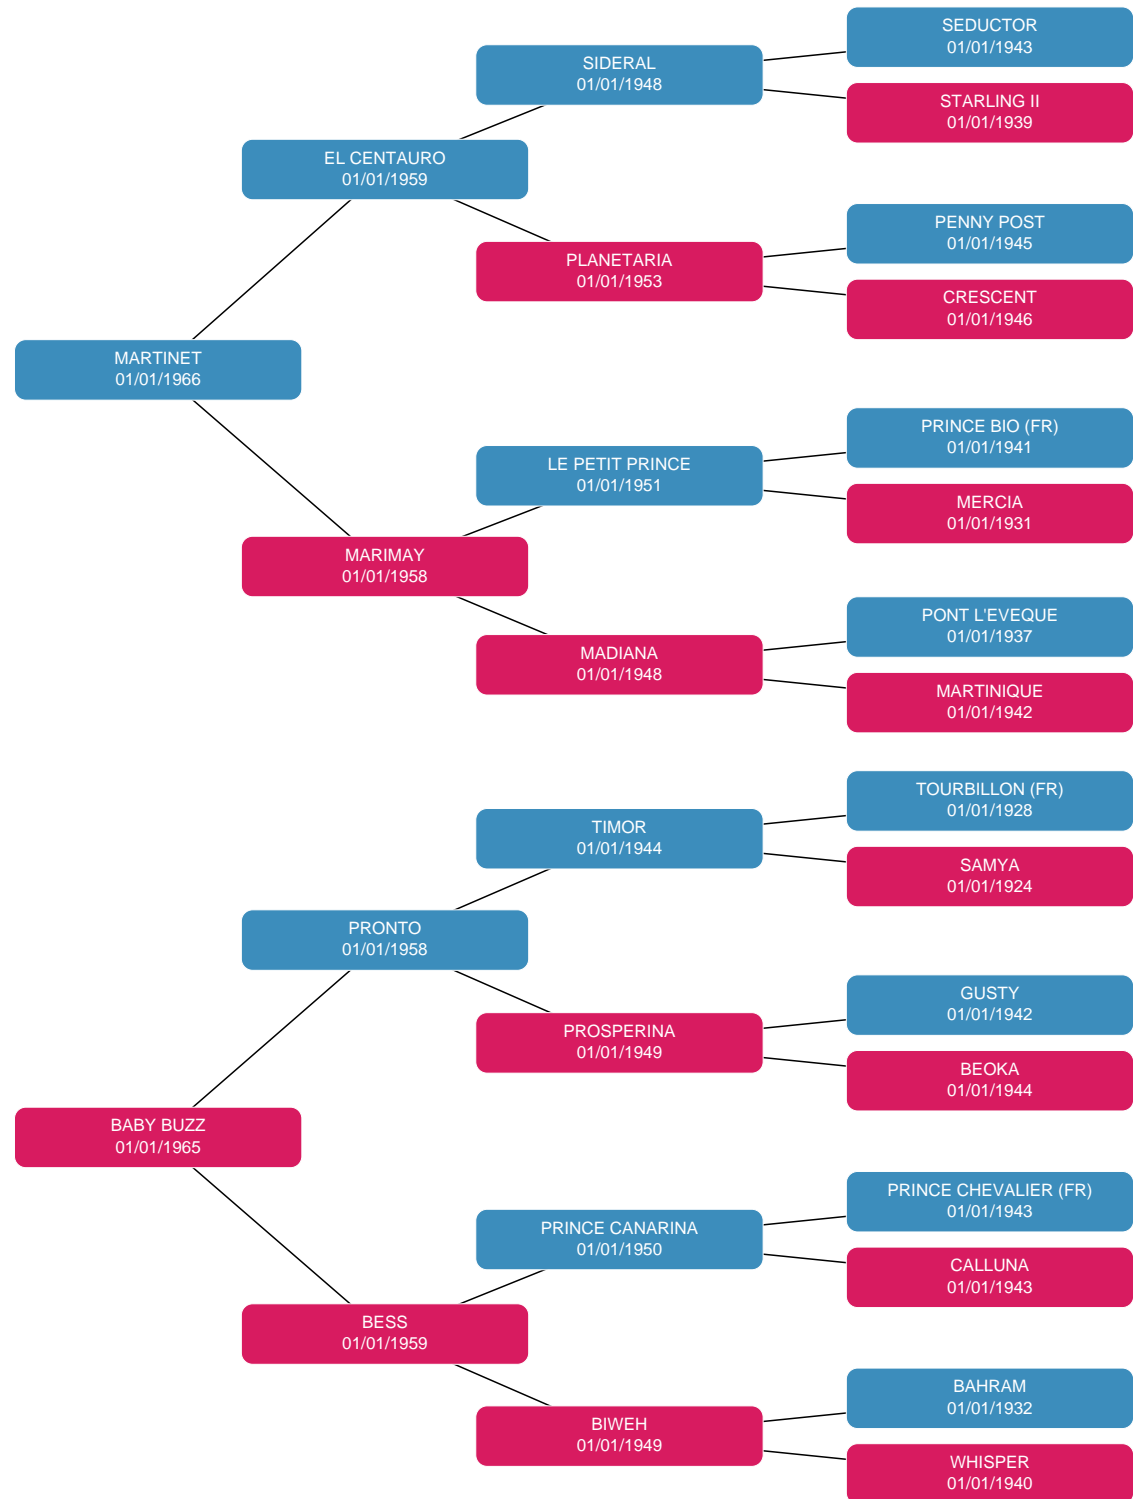 SEDUCTOR
01/01/1943
SIDERAL
01/01/1948
STARLING II
01/01/1939
EL CENTAURO
01/01/1959
PENNY POST
01/01/1945
PLANETARIA
01/01/1953
CRESCENT
01/01/1946
MARTINET
01/01/1966
PRINCE BIO (FR)
01/01/1941
LE PETIT PRINCE
01/01/1951
MERCIA
01/01/1931
MARIMAY
01/01/1958
PONT L'EVEQUE
01/01/1937
MADIANA
01/01/1948
MARTINIQUE
01/01/1942
TOURBILLON (FR)
01/01/1928
TIMOR
01/01/1944
SAMYA
01/01/1924
PRONTO
01/01/1958
GUSTY
01/01/1942
PROSPERINA
01/01/1949
BEOKA
01/01/1944
BABY BUZZ
01/01/1965
PRINCE CHEVALIER (FR)
01/01/1943
PRINCE CANARINA
01/01/1950
CALLUNA
01/01/1943
BESS
01/01/1959
BAHRAM
01/01/1932
BIWEH
01/01/1949
WHISPER
01/01/1940